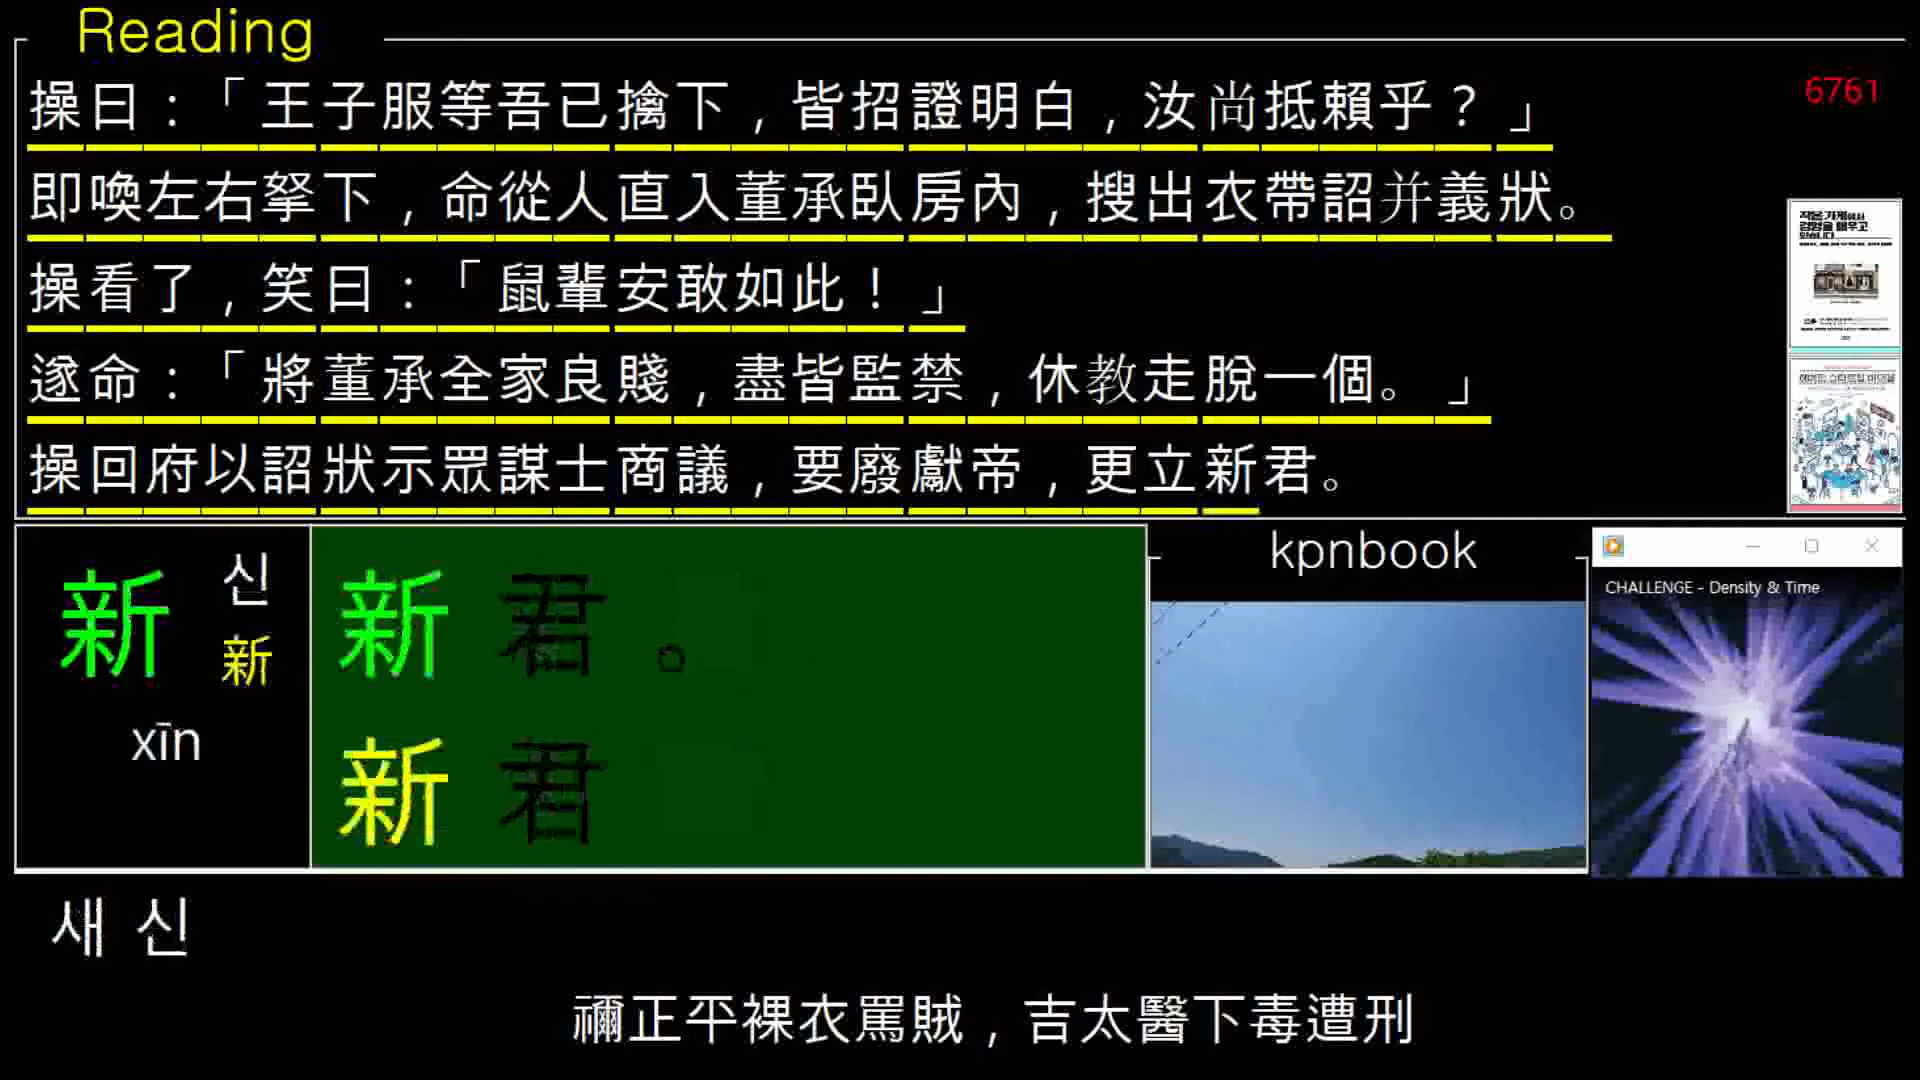 Reading
6761
操曰：「王子服等吾已擒下，皆招證明白，汝尚抵賴乎？」
即喚左右拏下，命從人直入董承臥房內，搜出衣帶詔并義狀。
操看了，笑曰：「鼠輩安敢如此！」
遂命：「將董承全家良賤，盡皆監禁，休教走脫一個。」
操回府以詔狀示眾謀士商議，要廢獻帝，更立新君。
新 신
新
xīn
新君。
新君
kpnbook
CHALLENGE - Density & Time
새 신
禰正平裸衣罵賊，吉太醫下毒遭刑